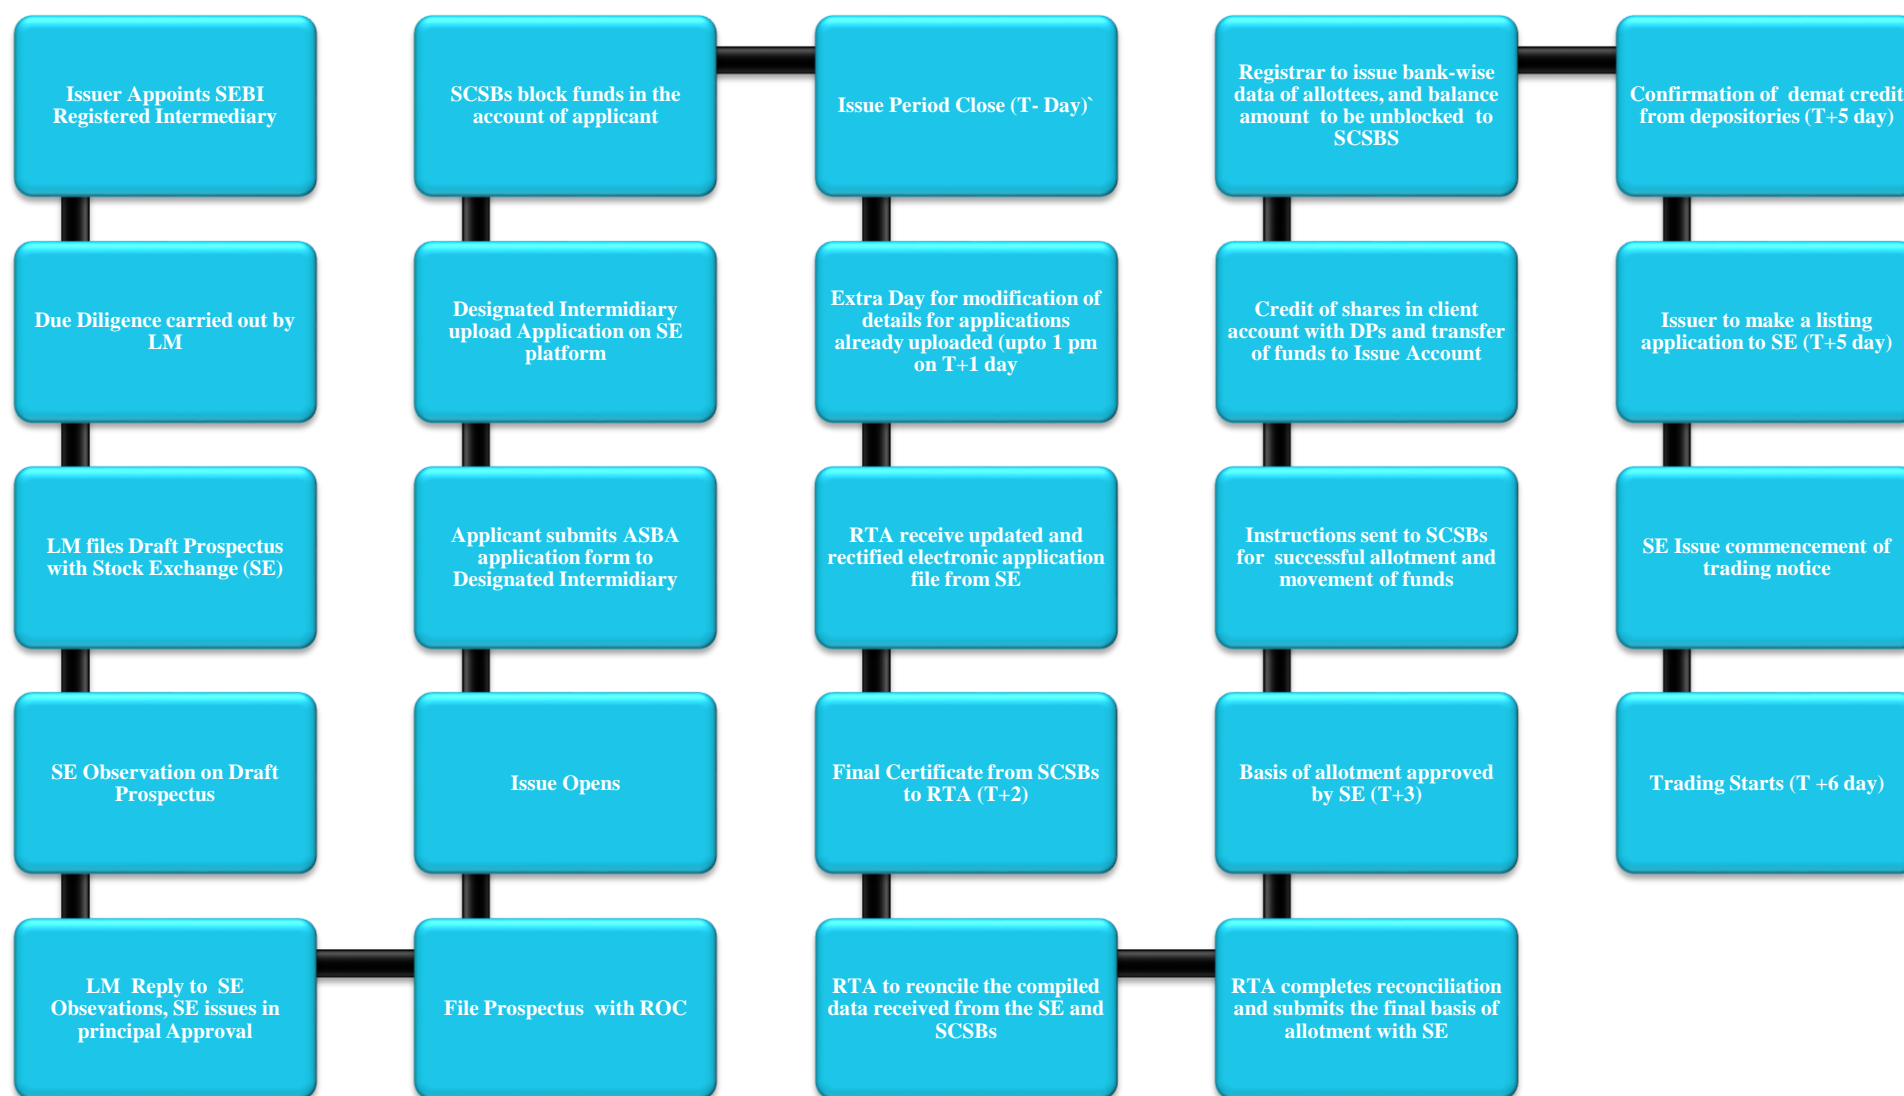 Issuer Appoints SEBI
Registered Intermediary
Due Diligence carried out by
LM
LM files Draft Prospectus
with Stock Exchange (SE)
SE Observation on Draft
Prospectus
LM Reply to SE
Obsevations, SE issues in
principal Approval
File Prospectus with ROC
Issue Opens
Applicant submits ASBA
application form to
Designated Intermidiary
Designated Intermidiary
upload Application on SE
platform
SCSBs block funds in the
account of applicant
Issue Period Close (T- Day)`
Extra Day for modification of
details for applications
already uploaded (upto 1 pm
on T+1 day
RTA receive updated and
rectified electronic application
file from SE
Final Certificate from SCSBs
to RTA (T+2)
RTA to reoncile the compiled
data received from the SE and
SCSBs
RTA completes reconciliation
and submits the final basis of
allotment with SE
Basis of allotment approved
by SE (T+3)
Instructions sent to SCSBs
for successful allotment and
movement of funds
Credit of shares in client
account with DPs and transfer
of funds to Issue Account
Registrar to issue bank-wise
data of allottees, and balance
amount to be unblocked to
SCSBS
Confirmation of demat credit
from depositories (T+5 day)
Issuer to make a listing
application to SE (T+5 day)
SE Issue commencement of
trading notice
Trading Starts (T +6 day)